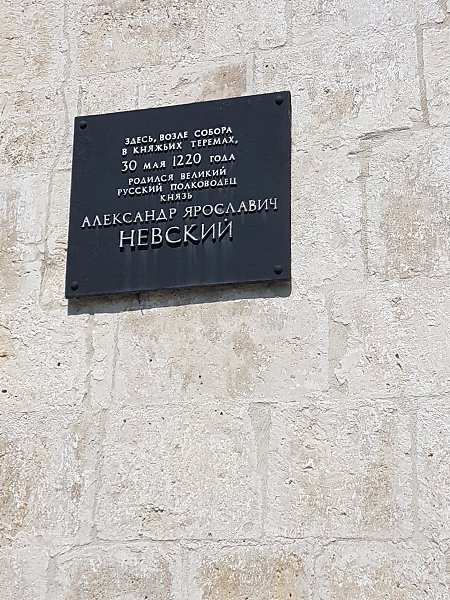 ЗДЕСЬ, ВОЗЛЕ СОБОРА
В КНЯЖЬИХ ТЕРЕМАХ,
30 МАЯ 1220 ГОДА
РОДИЛСЯ ВЕЛИКИЙ
РУССКИЙ ПОЛКОВОДЕЦ
КНЯЗЬ
АЛЕКСАНДР ЯРОСЛАВИЧ
НЕВСКИЙ